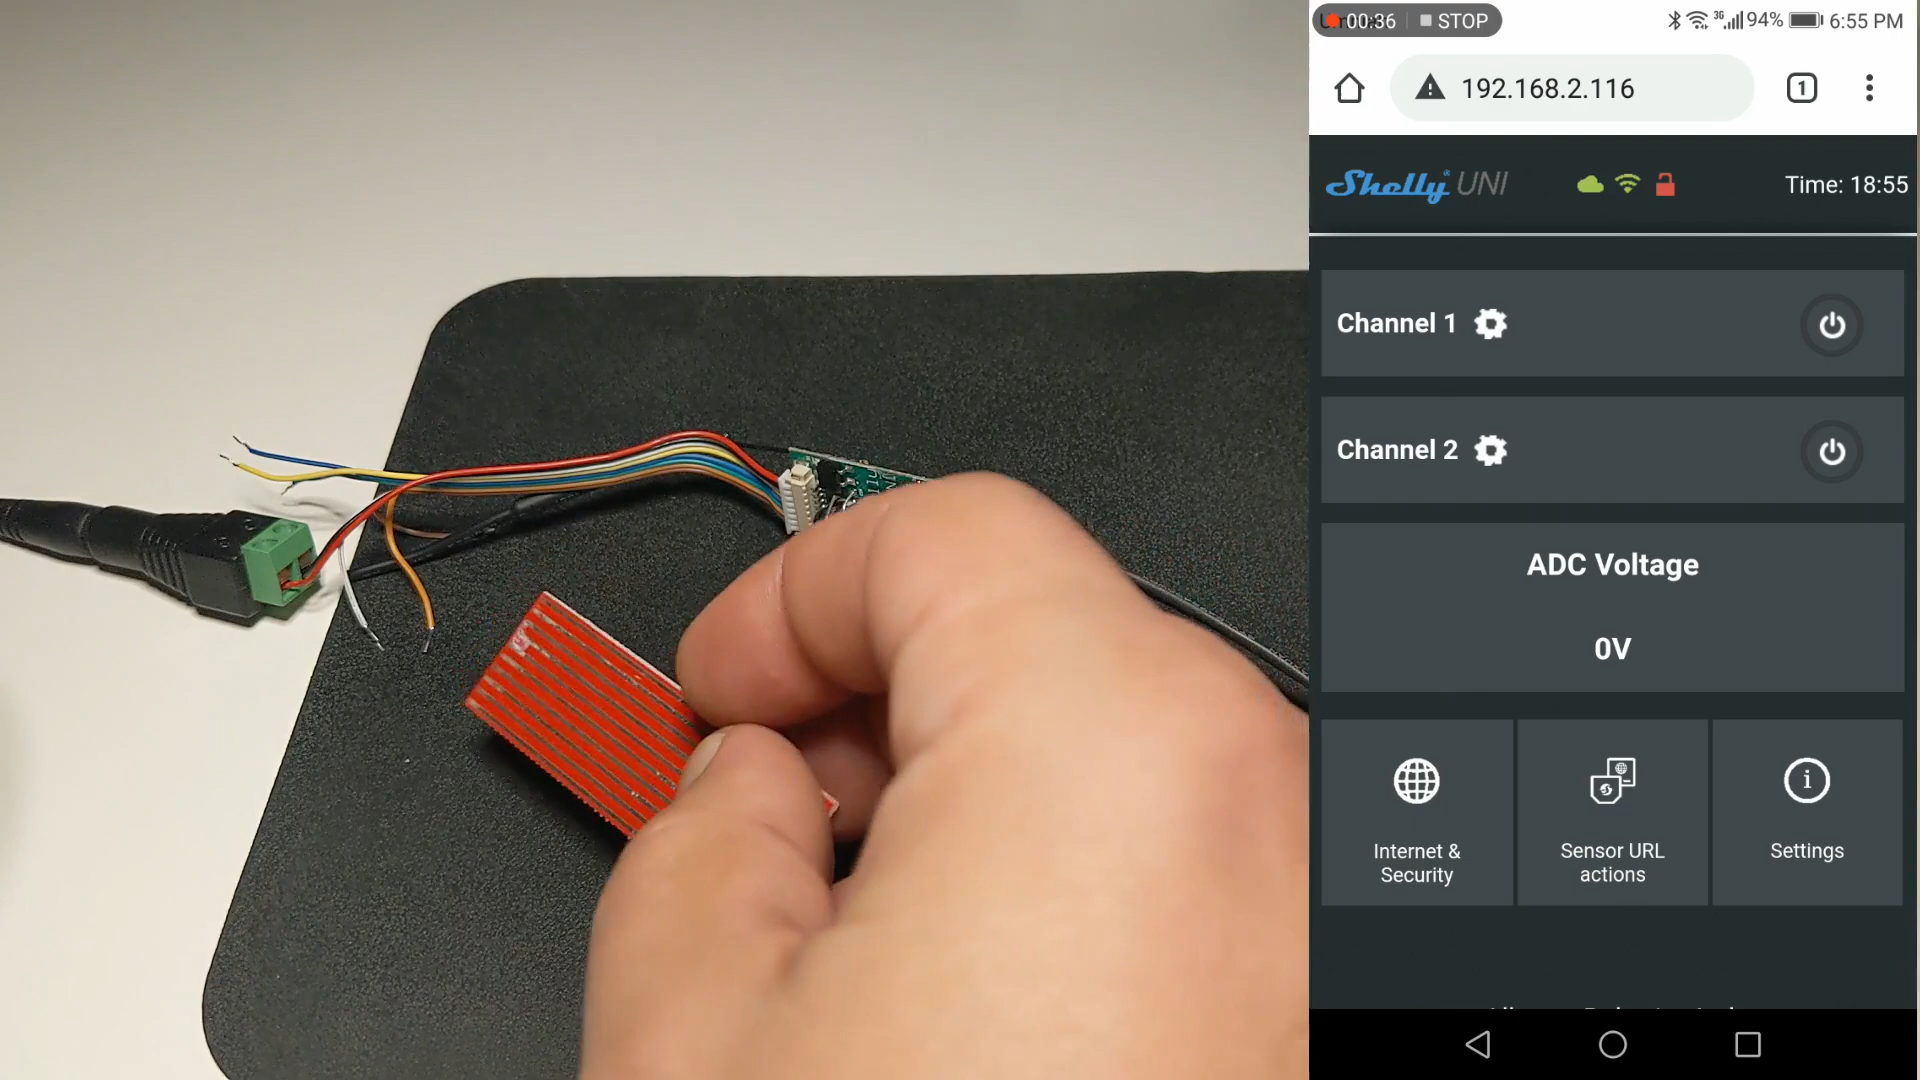 00:36 STOP
3G 94% 6:55 PM
192.168.2.116
1
Shelly® UNI
Time: 18:55
Channel 1
Channel 2
ADC Voltage
0V
Internet &
Security
Sensor URL
actions
Settings